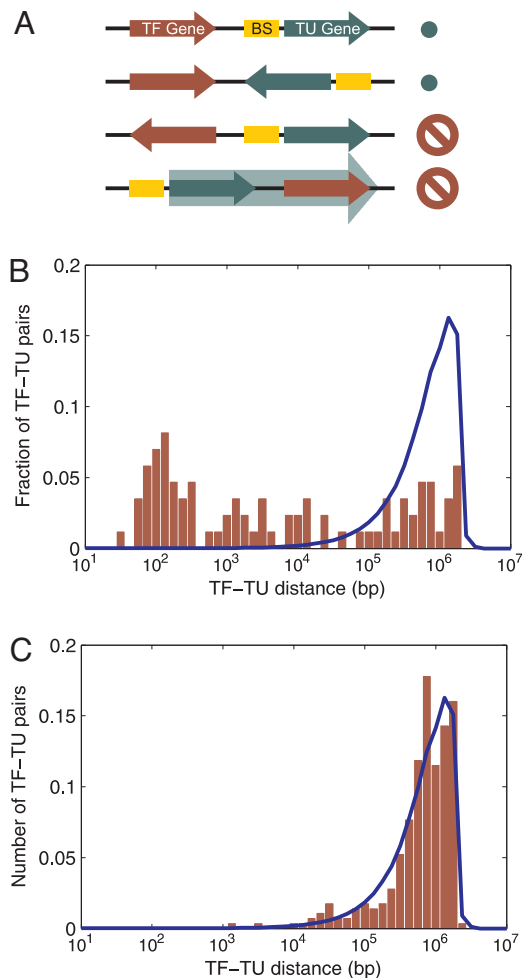 A
TF Gene BS TU Gene
B
0.2
0.15
0.1
0.05
0
Fraction of TF−TU pairs
10^1 10^2 10^3 10^4 10^5 10^6 10^7
TF−TU distance (bp)
C
0.2
0.15
0.1
0.05
0
Number of TF−TU pairs
10^1 10^2 10^3 10^4 10^5 10^6 10^7
TF−TU distance (bp)